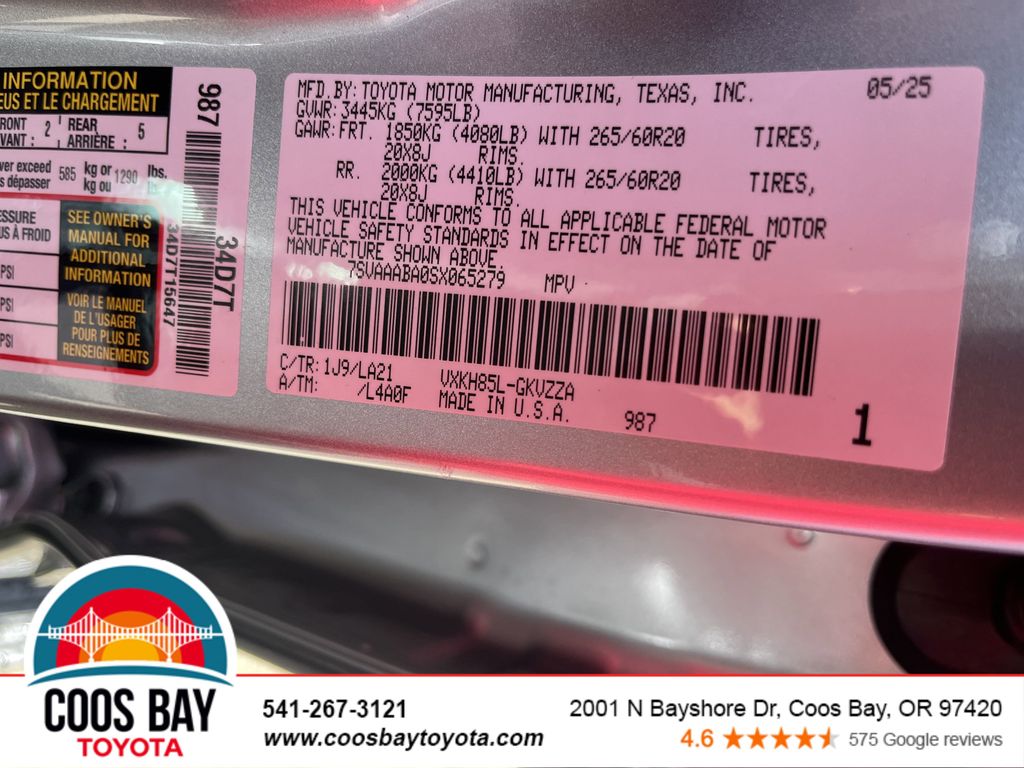 INFORMATION
EUS ET LE CHARGEMENT
RONT 2 REAR 5
VANT : ARRIÈRE :
ver exceed 585 kg or 1290 lbs.
s dépasser kg ou
ESSURE
US À FROID
PSI
PSI
PSI
SEE OWNER'S
MANUAL FOR
ADDITIONAL
INFORMATION
VOIR LE MANUEL
DE L'USAGER
POUR PLUS DE
RENSEIGNEMENTS
987
34D7T
34D7T15647
MFD.BY:TOYOTA MOTOR MANUFACTURING, TEXAS, INC. 05/25
GVWR:3445KG (7595LB)
GAWR:FRT. 1850KG (4080LB) WITH 265/60R20 TIRES,
20X8J RIMS.
RR. 2000KG (4410LB) WITH 265/60R20 TIRES,
20X8J RIMS.
THIS VEHICLE CONFORMS TO ALL APPLICABLE FEDERAL MOTOR
VEHICLE SAFETY STANDARDS IN EFFECT ON THE DATE OF
MANUFACTURE SHOWN ABOVE.
7SVAAABA0SX065279 MPV
C/TR:1J9/LA21 VXKH85L-GKVZZA
A/TM: /L4A0F MADE IN U.S.A. 987 1
COOS BAY
TOYOTA
541-267-3121
www.coosbaytoyota.com
2001 N Bayshore Dr, Coos Bay, OR 97420
4.6 575 Google reviews